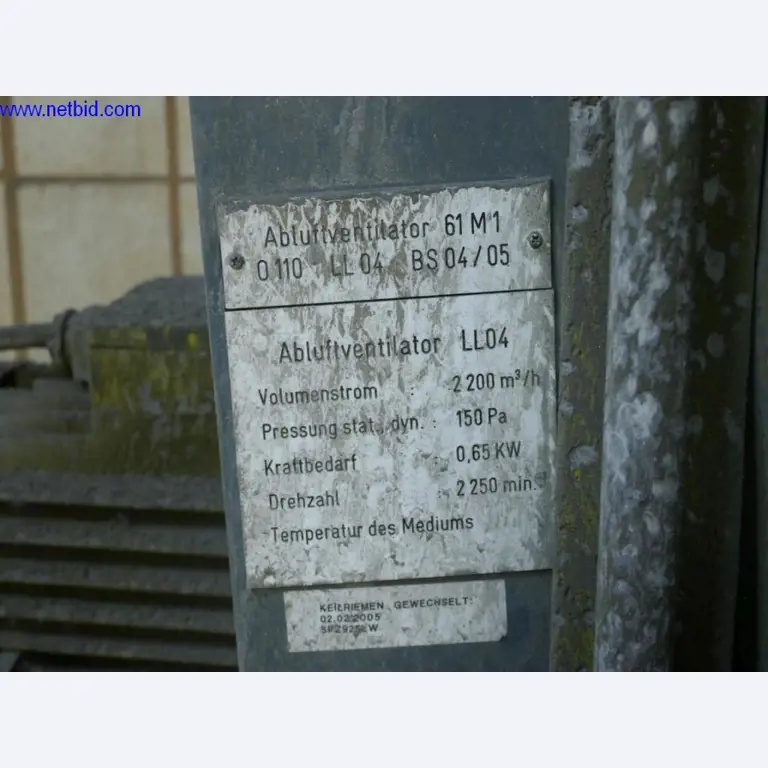 www.netbid.com
Abluftventilator 61 M 1
0 110 LL 04 BS 04/05
Abluftventilator LL04
Volumenstrom : 2 200 m³/h
Pressung stat., dyn. : 150 Pa
Kraftbedarf : 0,65 KW
Drehzahl : 2 250 min.⁻¹
Temperatur des Mediums
KEILRIEMEN GEWECHSELT:
02.02.2005